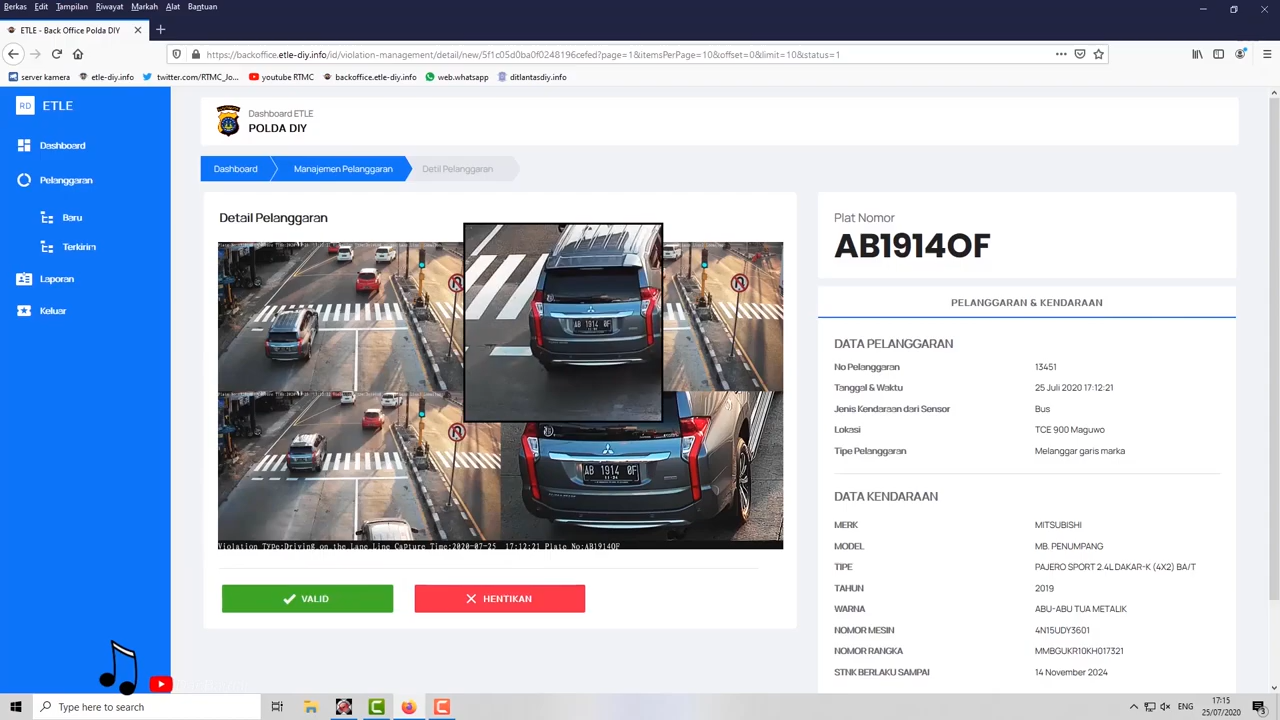 Berkas Edit Tampilan Riwayat Markah Alat Bantuan
ETLE - Back Office Polda DIY
https://backoffice.etle-diy.info/id/violation-management/detail/new/5f1c05d0ba0f0248196cefed?page=1&itemsPerPage=10&offset=0&limit=10&status=1
server kamera etle-diy.info twitter.com/RTMC_Jo... youtube RTMC backoffice.etle-diy.info web.whatsapp ditlantasdiy.info
RD ETLE
Dashboard
Pelanggaran
Baru
Terkirim
Laporan
Keluar
Dashboard ETLE
POLDA DIY
Dashboard Manajemen Pelanggaran Detil Pelanggaran
Detail Pelanggaran
AB 1914 OF
AB 1914 OF
Violation Type:Driving on the Lane Line Capture Time:2020-07-25 17:12:21 Plate No:AB1914OF
VALID
HENTIKAN
Plat Nomor
AB1914OF
PELANGGARAN & KENDARAAN
DATA PELANGGARAN
No Pelanggaran 13451
Tanggal & Waktu 25 Juli 2020 17:12:21
Jenis Kendaraan dari Sensor Bus
Lokasi TCE 900 Maguwo
Tipe Pelanggaran Melanggar garis marka
DATA KENDARAAN
MERK MITSUBISHI
MODEL MB. PENUMPANG
TIPE PAJERO SPORT 2.4L DAKAR-K (4X2) BA/T
TAHUN 2019
WARNA ABU-ABU TUA METALIK
NOMOR MESIN 4N15UDY3601
NOMOR RANGKA MMBGUKR10KH017321
STNK BERLAKU SAMPAI 14 November 2024
Type here to search
ENG
17:15
25/07/2020
3